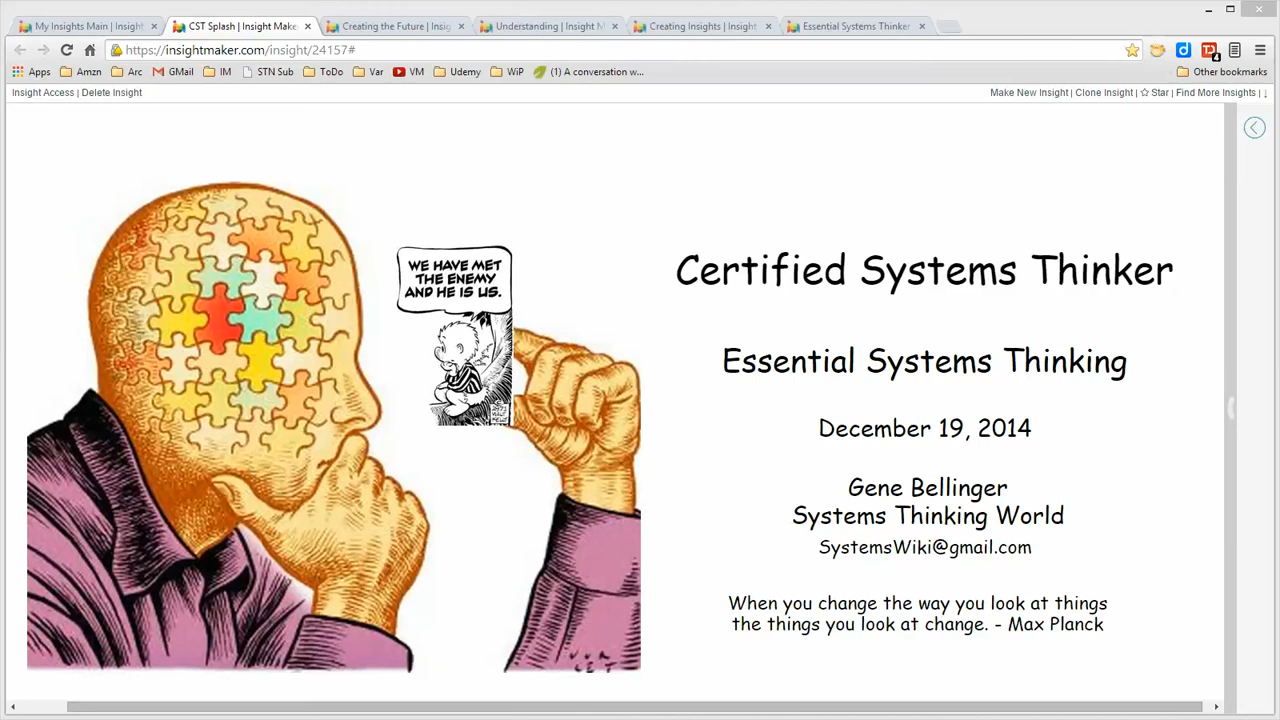 My Insights Main | Insight
CST Splash | Insight Make
Creating the Future | Insig
Understanding | Insight M
Creating Insights | Insight
Essential Systems Thinker
https://insightmaker.com/insight/24157#
Apps Amzn Arc GMail IM STN Sub ToDo Var VM Udemy WiP (1) A conversation w... Other bookmarks
Insight Access | Delete Insight
Make New Insight | Clone Insight | Star | Find More Insights |
WE HAVE MET
THE ENEMY
AND HE IS US.
Certified Systems Thinker
Essential Systems Thinking
December 19, 2014
Gene Bellinger
Systems Thinking World
SystemsWiki@gmail.com
When you change the way you look at things
the things you look at change. - Max Planck